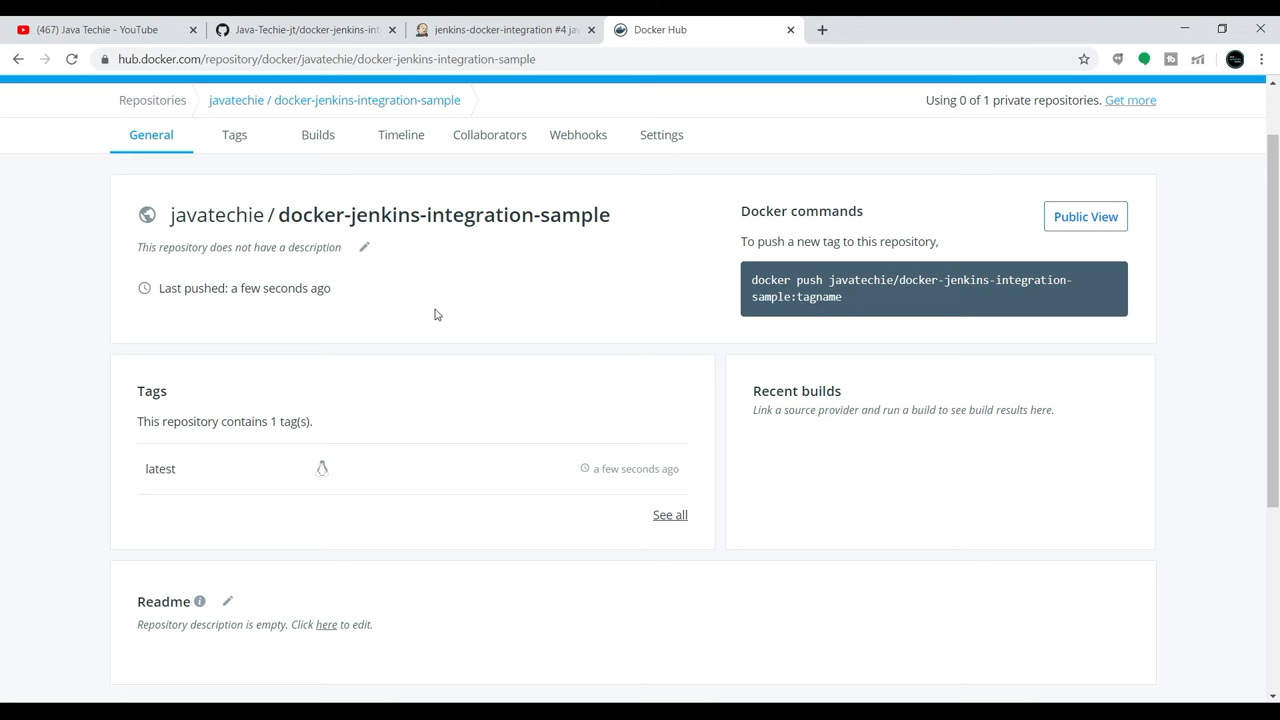 (467) Java Techie - YouTube
Java-Techie-jt/docker-jenkins-int
jenkins-docker-integration #4 jav
Docker Hub
hub.docker.com/repository/docker/javatechie/docker-jenkins-integration-sample
Repositories
javatechie / docker-jenkins-integration-sample
Using 0 of 1 private repositories. Get more
General
Tags
Builds
Timeline
Collaborators
Webhooks
Settings
javatechie / docker-jenkins-integration-sample
This repository does not have a description
Last pushed: a few seconds ago
Docker commands
Public View
To push a new tag to this repository,
docker push javatechie/docker-jenkins-integration-
sample:tagname
Tags
This repository contains 1 tag(s).
latest
a few seconds ago
See all
Recent builds
Link a source provider and run a build to see build results here.
Readme
Repository description is empty. Click here to edit.